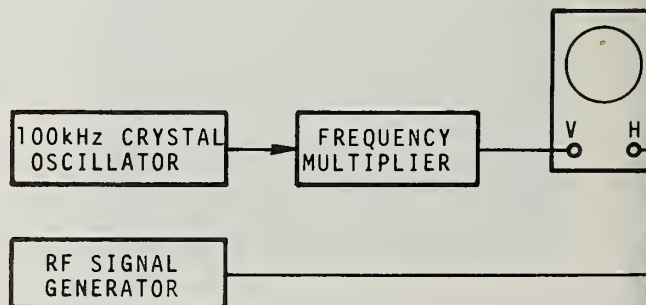 100kHz CRYSTAL
OSCILLATOR
FREQUENCY
MULTIPLIER
V H
RF SIGNAL
GENERATOR